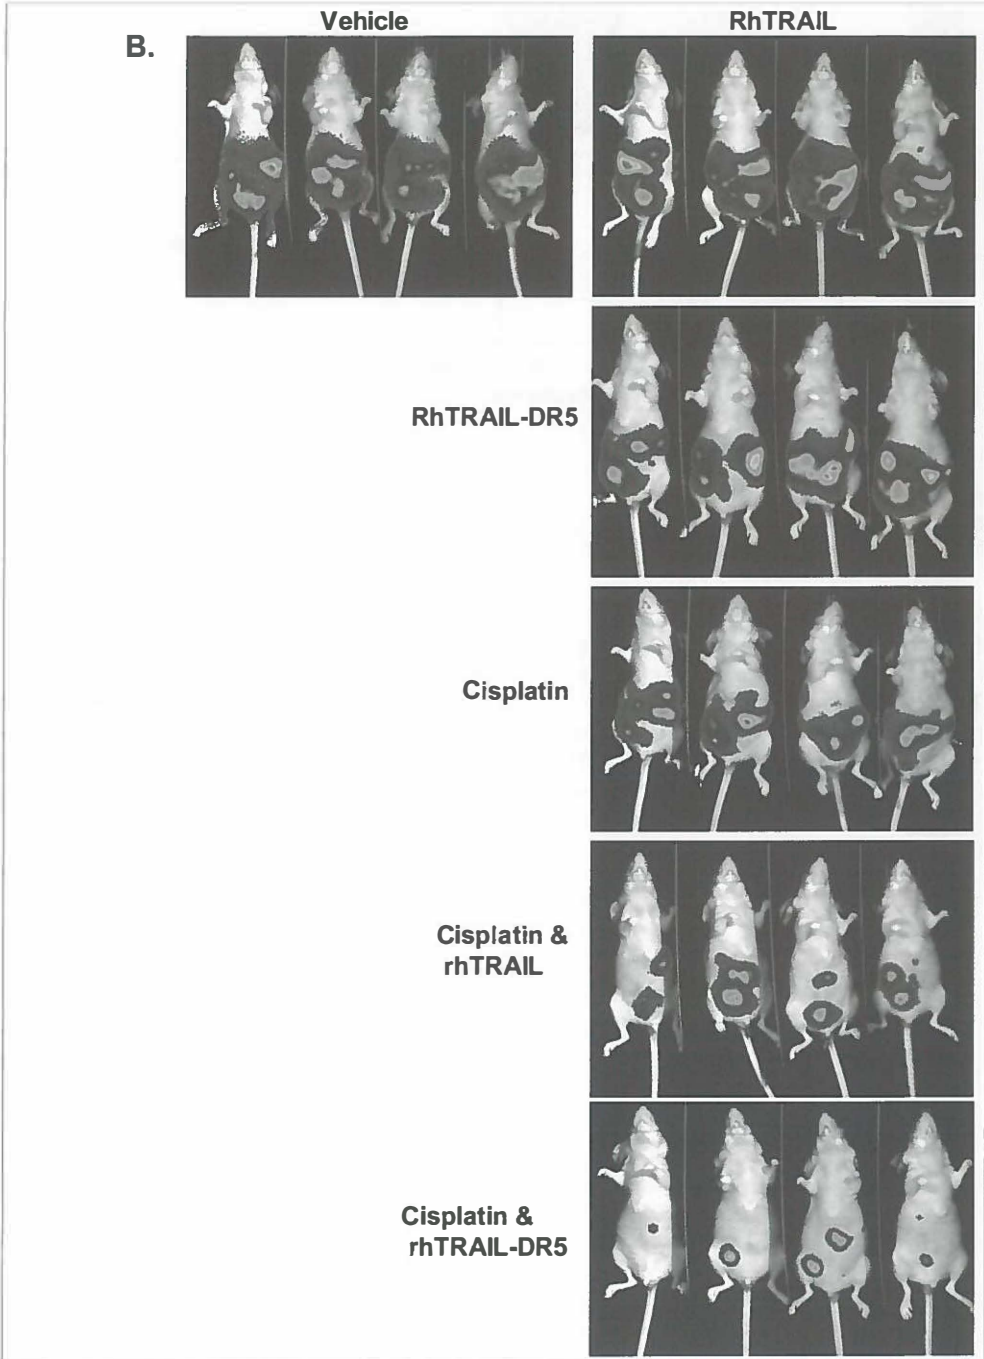 Vehicle
RhTRAIL
B.
RhTRAIL-DR5
Cisplatin
Cisplatin &
rhTRAIL
Cisplatin &
rhTRAIL-DR5